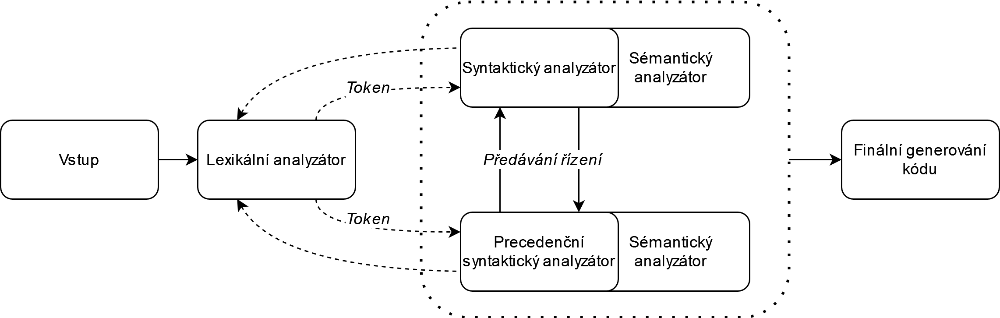 Vstup
Lexikální analyzátor
Token
Token
Syntaktický analyzátor
Sémantický
analyzátor
Předávání řízení
Precedenční
syntaktický analyzátor
Sémantický
analyzátor
Finální generování
kódu